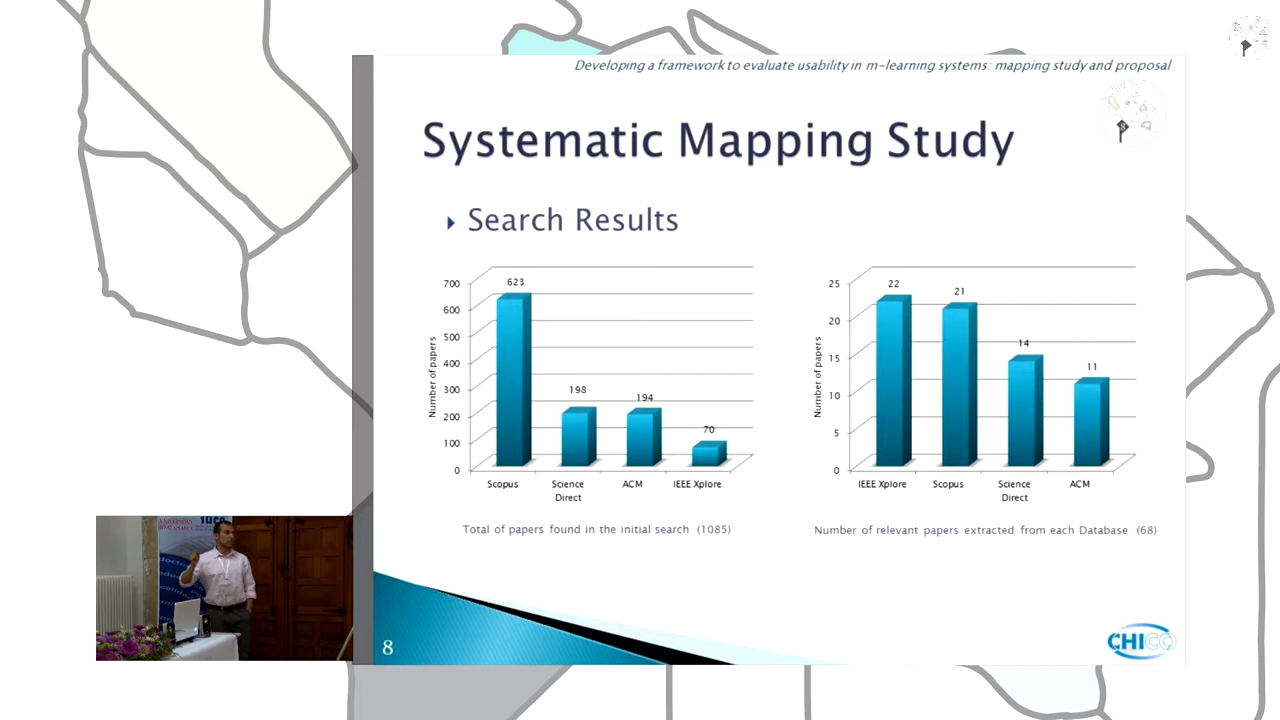 Developing a framework to evaluate usability in m-learning systems: mapping study and proposal
Systematic Mapping Study
Search Results
Number of papers
700
600
500
400
300
200
100
0
623
198
194
70
Scopus
Science
Direct
ACM
IEEE Xplore
Total of papers found in the initial search (1085)
Number of papers
25
20
15
10
5
0
22
21
14
11
IEEE Xplore
Scopus
Science
Direct
ACM
Number of relevant papers extracted from each Database (68)
8
CHICO